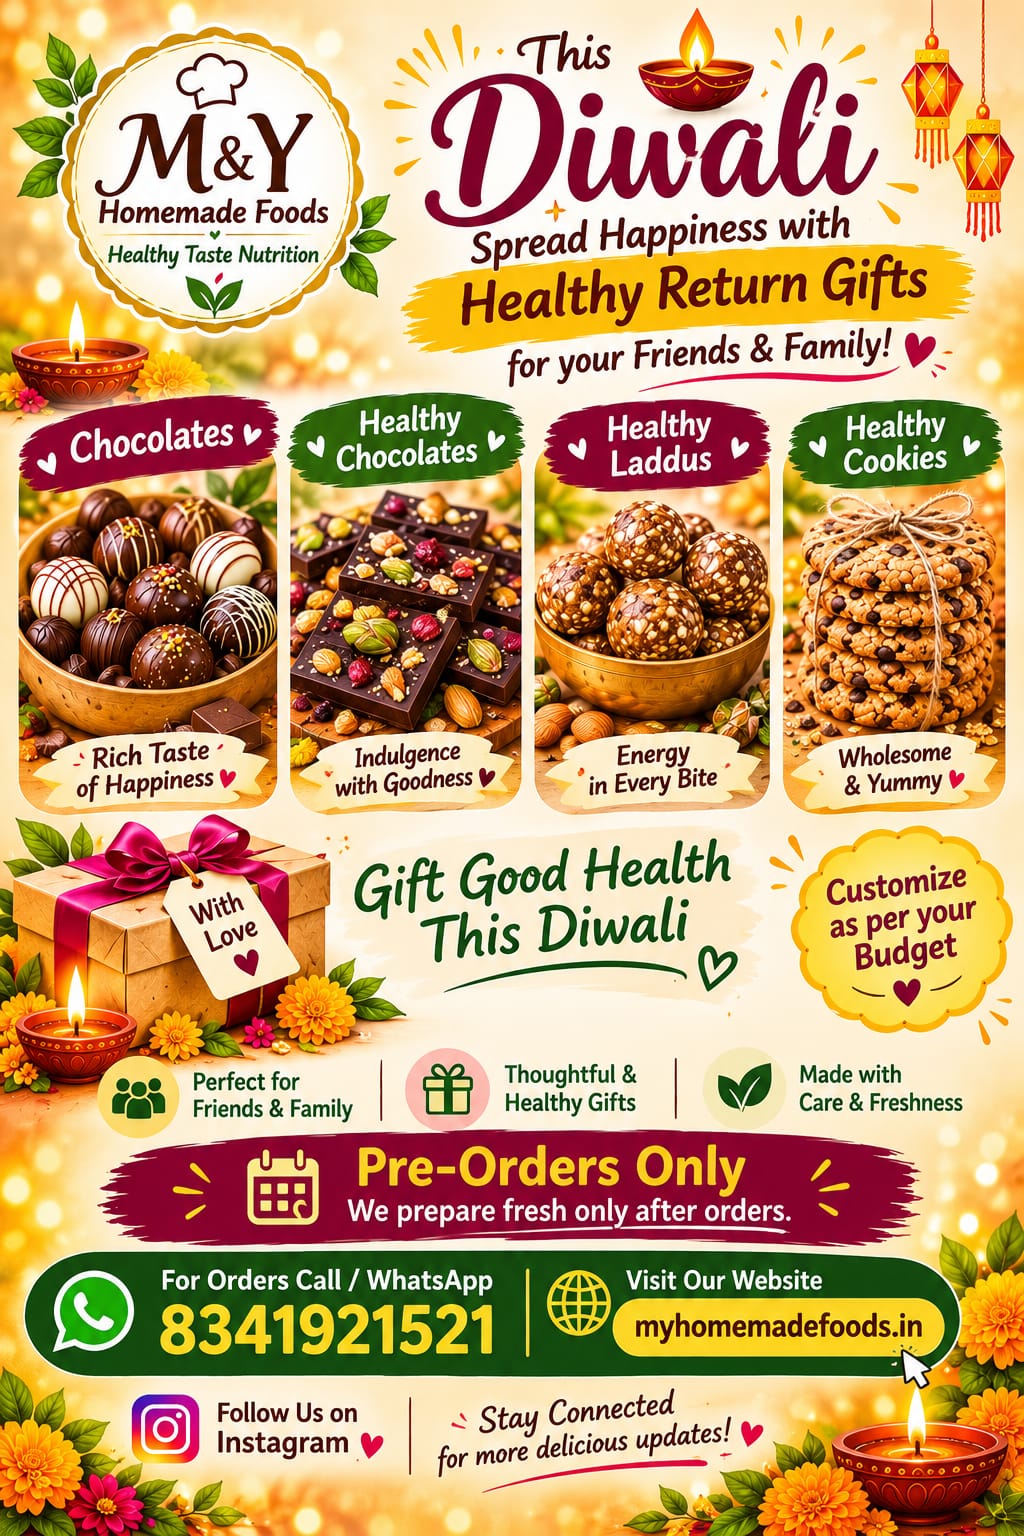 M&Y
Homemade Foods
Healthy Taste Nutrition
This
Diwali
Spread Happiness with
Healthy Return Gifts
for your Friends & Family!
Chocolates
Healthy
Chocolates
Healthy
Laddus
Healthy
Cookies
Rich Taste
of Happiness
Indulgence
with Goodness
Energy
in Every Bite
Wholesome
& Yummy
With
Love
Gift Good Health
This Diwali
Customize
as per your
Budget
Perfect for
Friends & Family
Thoughtful &
Healthy Gifts
Made with
Care & Freshness
Pre-Orders Only
We prepare fresh only after orders.
For Orders Call / WhatsApp
8341921521
Visit Our Website
myhomemadefoods.in
Follow Us on
Instagram
Stay Connected
for more delicious updates!